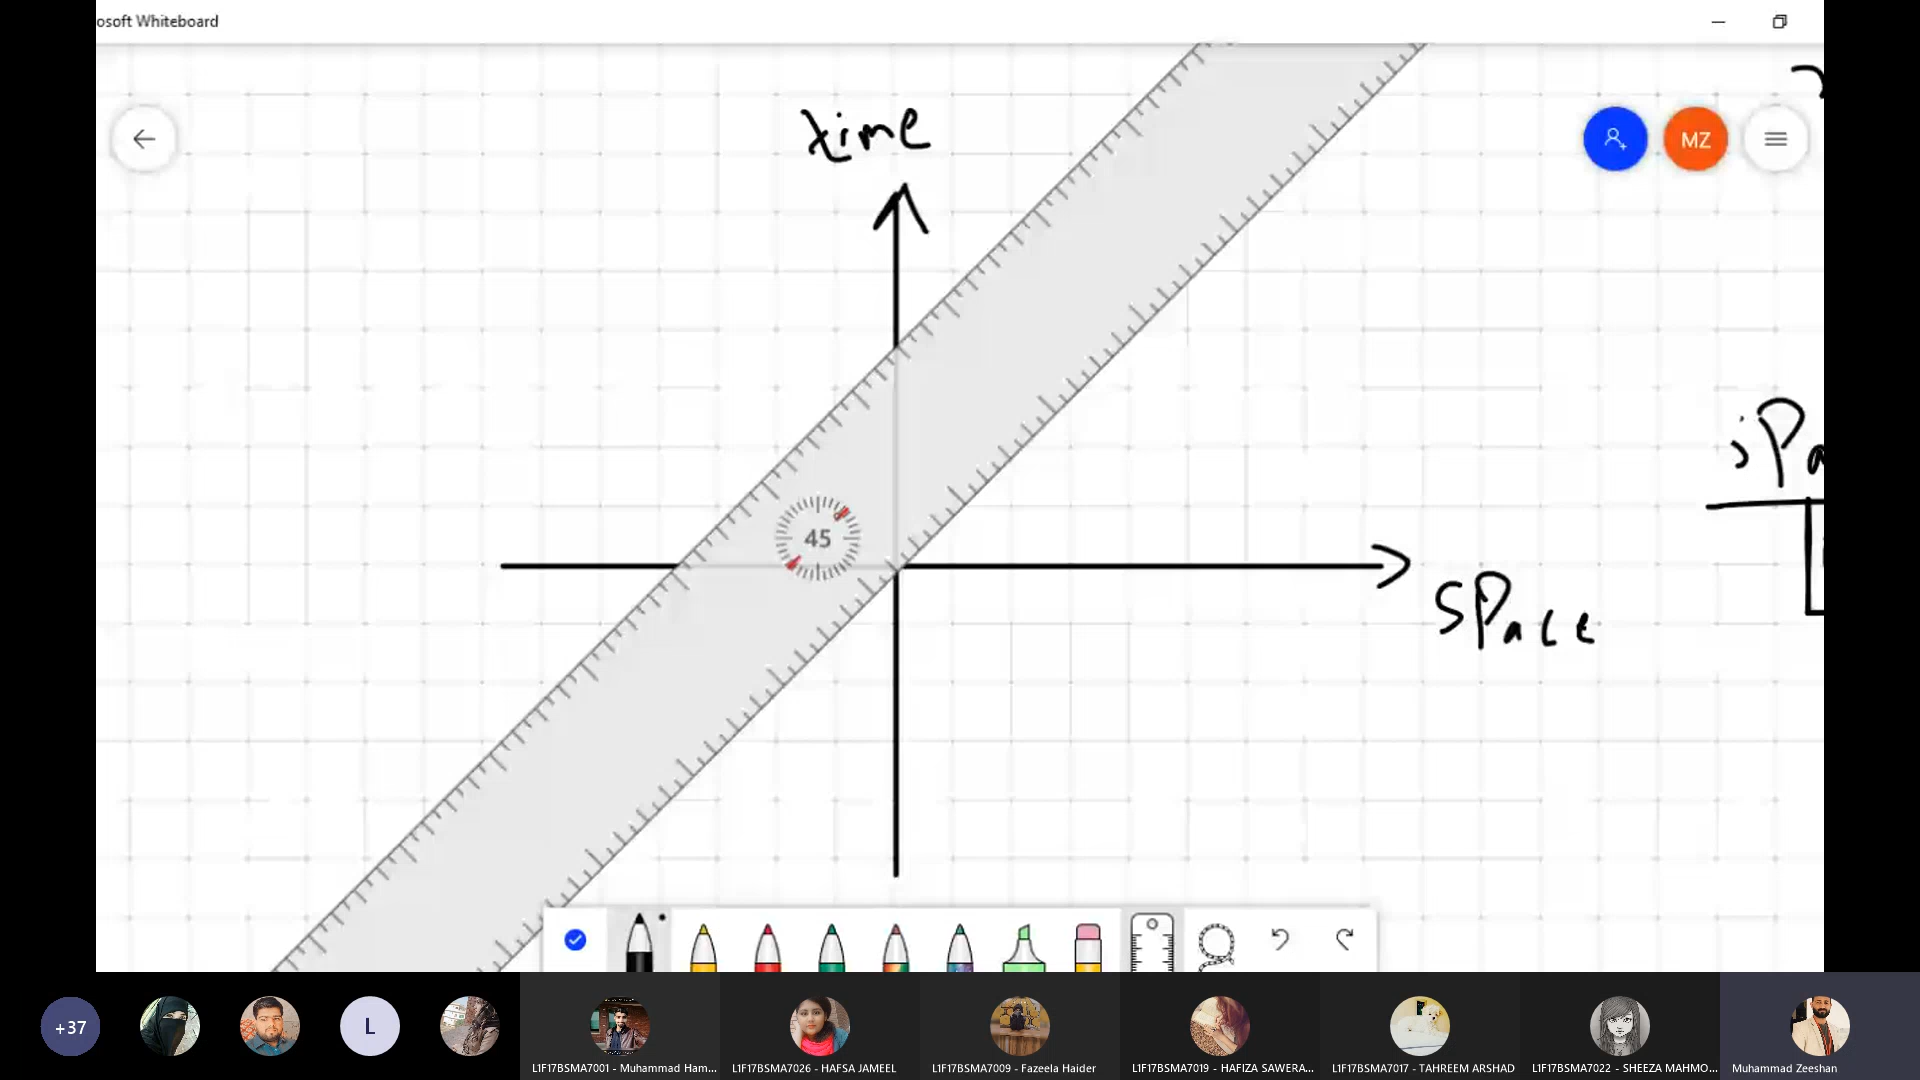 osoft Whiteboard
time
MZ
45
space
+37
L
L1F17BSMA7001 - Muhammad Ham...
L1F17BSMA7026 - HAFSA JAMEEL
L1F17BSMA7009 - Fazeela Haider
L1F17BSMA7019 - HAFIZA SAWERA...
L1F17BSMA7017 - TAHREEM ARSHAD
L1F17BSMA7022 - SHEEZA MAHMO...
Muhammad Zeeshan